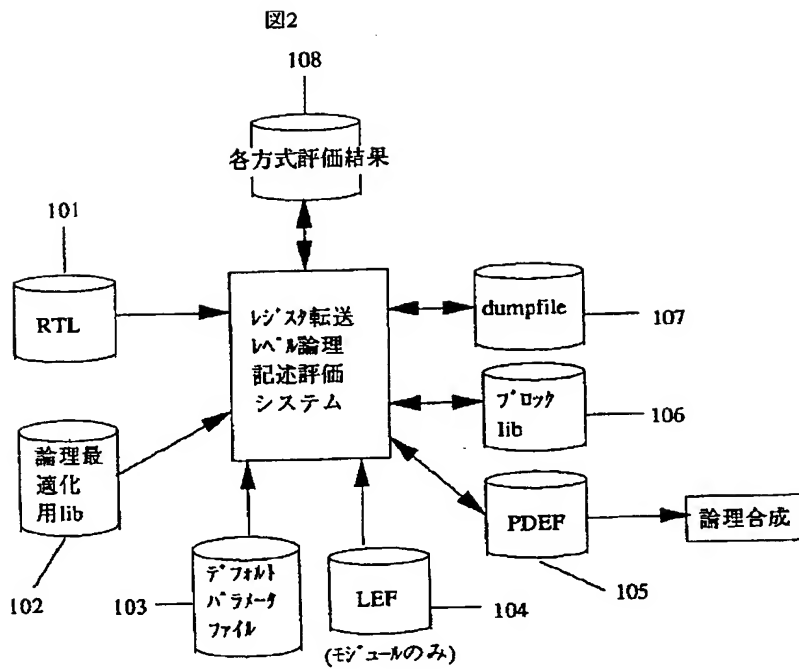 図2
108
各方式評価結果
101
RTL
レジスタ転送
レベル論理
記述評価
システム
dumpfile
107
ブロック
lib
106
論理最
適化
用lib
102
PDEF
論理合成
105
デフォルト
パラメータ
ファイル
103
LEF
104
(モジュールのみ)